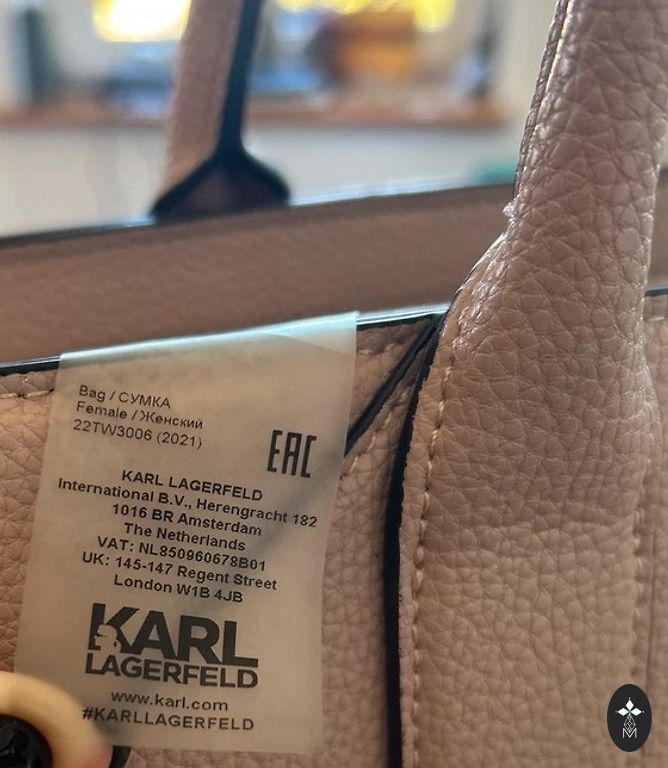 Bag / СУМКА
Female / Женский
22TW3006 (2021)
EAC
KARL LAGERFELD
International B.V., Herengracht 182
1016 BR Amsterdam
The Netherlands
VAT: NL850960678B01
UK: 145-147 Regent Street
London W1B 4JB
KARL
LAGERFELD
www.karl.com
#KARLLAGERFELD
M